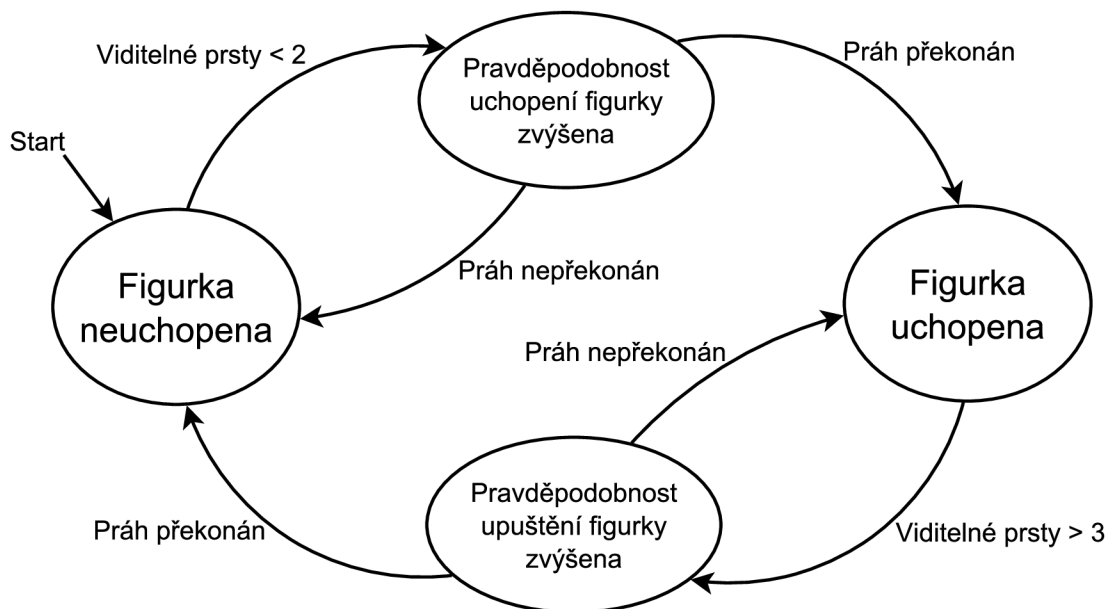 Viditelné prsty < 2
Pravděpodobnost
uchopení figurky
zvýšena
Práh překonán
Start
Figurka
neuchopena
Práh nepřekonán
Figurka
uchopena
Práh nepřekonán
Pravděpodobnost
upuštění figurky
zvýšena
Práh překonán
Viditelné prsty > 3